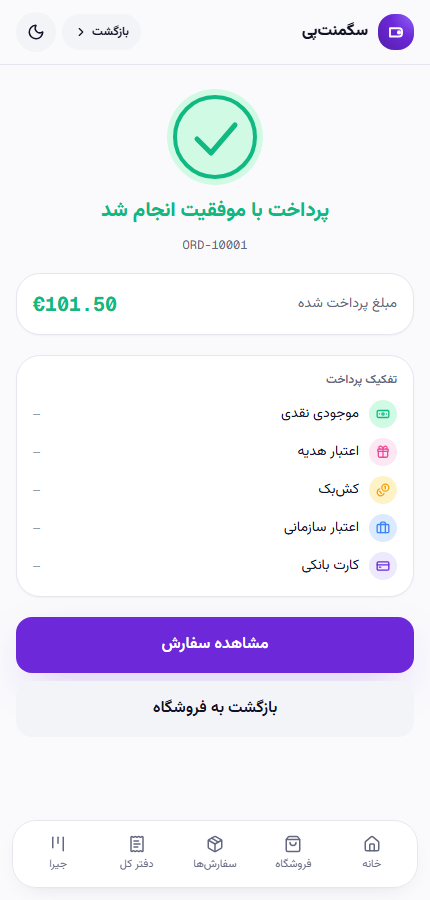 سگمنت‌پی
بازگشت
پرداخت با موفقیت انجام شد
ORD-10001
مبلغ پرداخت شده
€101.50
تفکیک پرداخت
موجودی نقدی –
اعتبار هدیه –
کش‌بک –
اعتبار سازمانی –
کارت بانکی –
مشاهده سفارش
بازگشت به فروشگاه
خانه
فروشگاه
سفارش‌ها
دفتر کل
جیرا